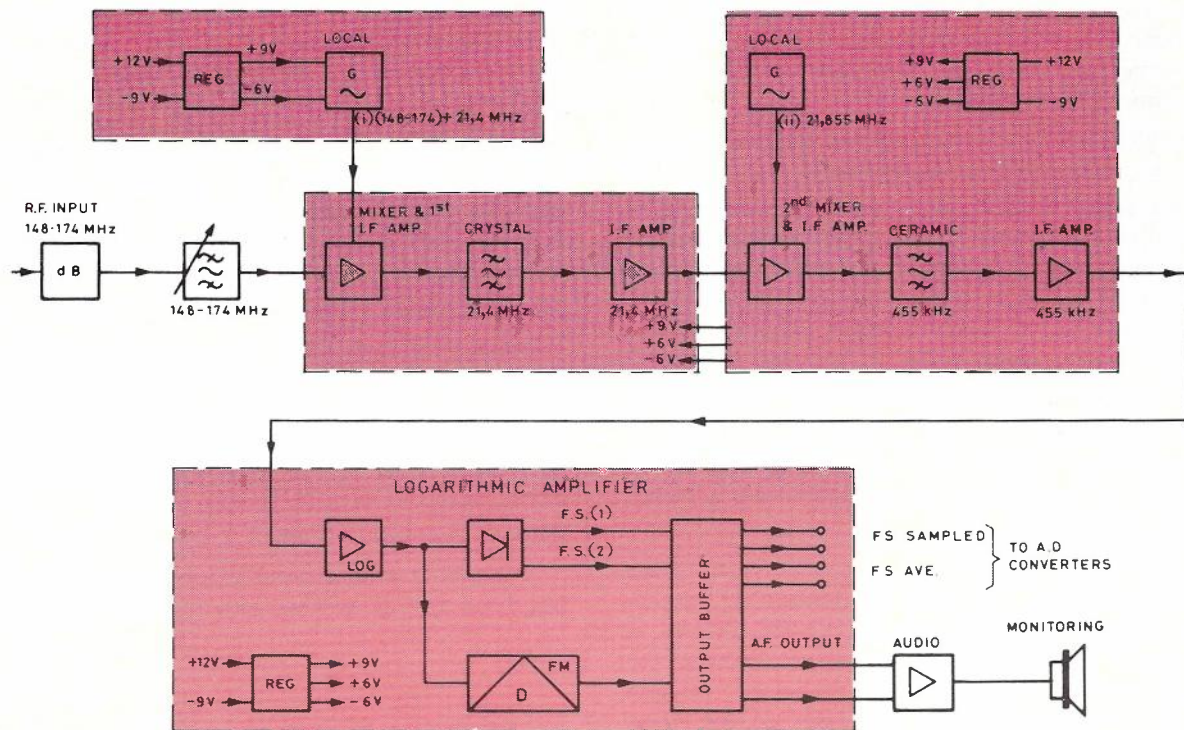 LOCAL
G
+12V
+9V
REG
-9V
-6V
(i)(148-174)+ 21,4 MHz
LOCAL
G
+9V
+6V
-6V
REG
+12V
-9V
(ii) 21,855 MHz
R.F. INPUT
148-174 MHz
dB
148-174 MHz
MIXER & 1st
I.F. AMP.
CRYSTAL
21,4 MHz
I.F. AMP
21,4 MHz
+9V
+6V
-6V
2nd MIXER
& I.F. AMP.
CERAMIC
455 kHz
I.F. AMP.
455 kHz
LOGARITHMIC AMPLIFIER
LOG
F.S.(1)
F.S.(2)
OUTPUT BUFFER
FS SAMPLED
FS AVE.
TO A.D
CONVERTERS
+12V
-9V
REG
+9V
+6V
-6V
FM
D
A.F. OUTPUT
AUDIO
MONITORING